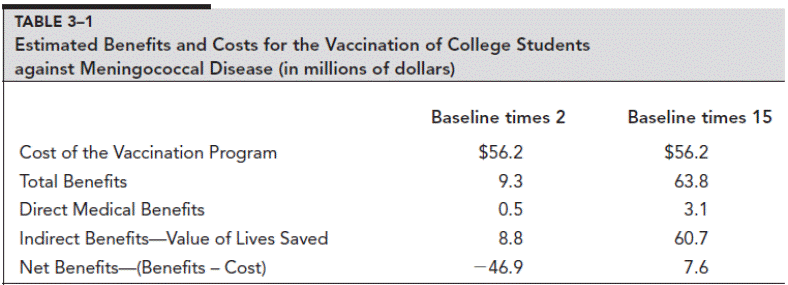 TABLE 3–1
Estimated Benefits and Costs for the Vaccination of College Students
against Meningococcal Disease (in millions of dollars)
Baseline times 2 Baseline times 15
Cost of the Vaccination Program $56.2 $56.2
Total Benefits 9.3 63.8
Direct Medical Benefits 0.5 3.1
Indirect Benefits—Value of Lives Saved 8.8 60.7
Net Benefits—(Benefits – Cost) −46.9 7.6